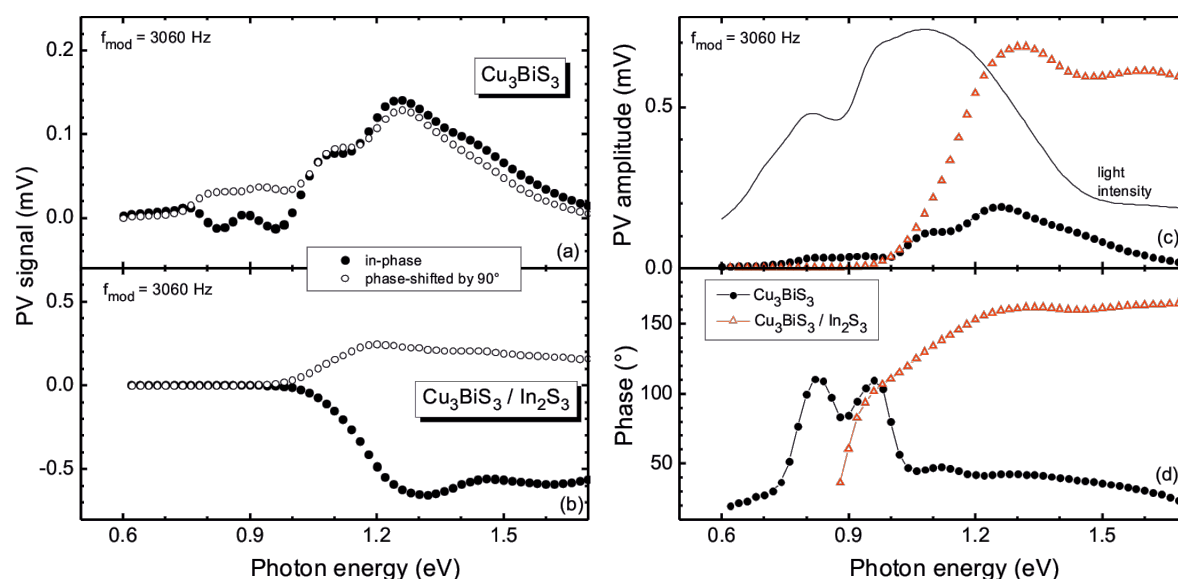 f_mod = 3060 Hz
Cu₃BiS₃
0.2
0.1
0.0
(a)
in-phase
phase-shifted by 90°
PV signal (mV)
f_mod = 3060 Hz
0.5
0.0
-0.5
Cu₃BiS₃ / In₂S₃
(b)
0.6 0.9 1.2 1.5
Photon energy (eV)
f_mod = 3060 Hz
PV amplitude (mV)
0.5
0.0
light
intensity
(c)
Cu₃BiS₃
Cu₃BiS₃ / In₂S₃
Phase (°)
150
100
50
(d)
0.6 0.9 1.2 1.5
Photon energy (eV)